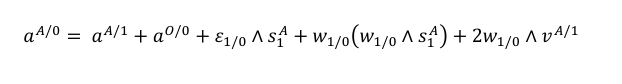 a^{A/0} = a^{A/1} + a^{O/0} + ε_{1/0} ∧ s_1^A + w_{1/0}(w_{1/0} ∧ s_1^A) + 2w_{1/0} ∧ v^{A/1}